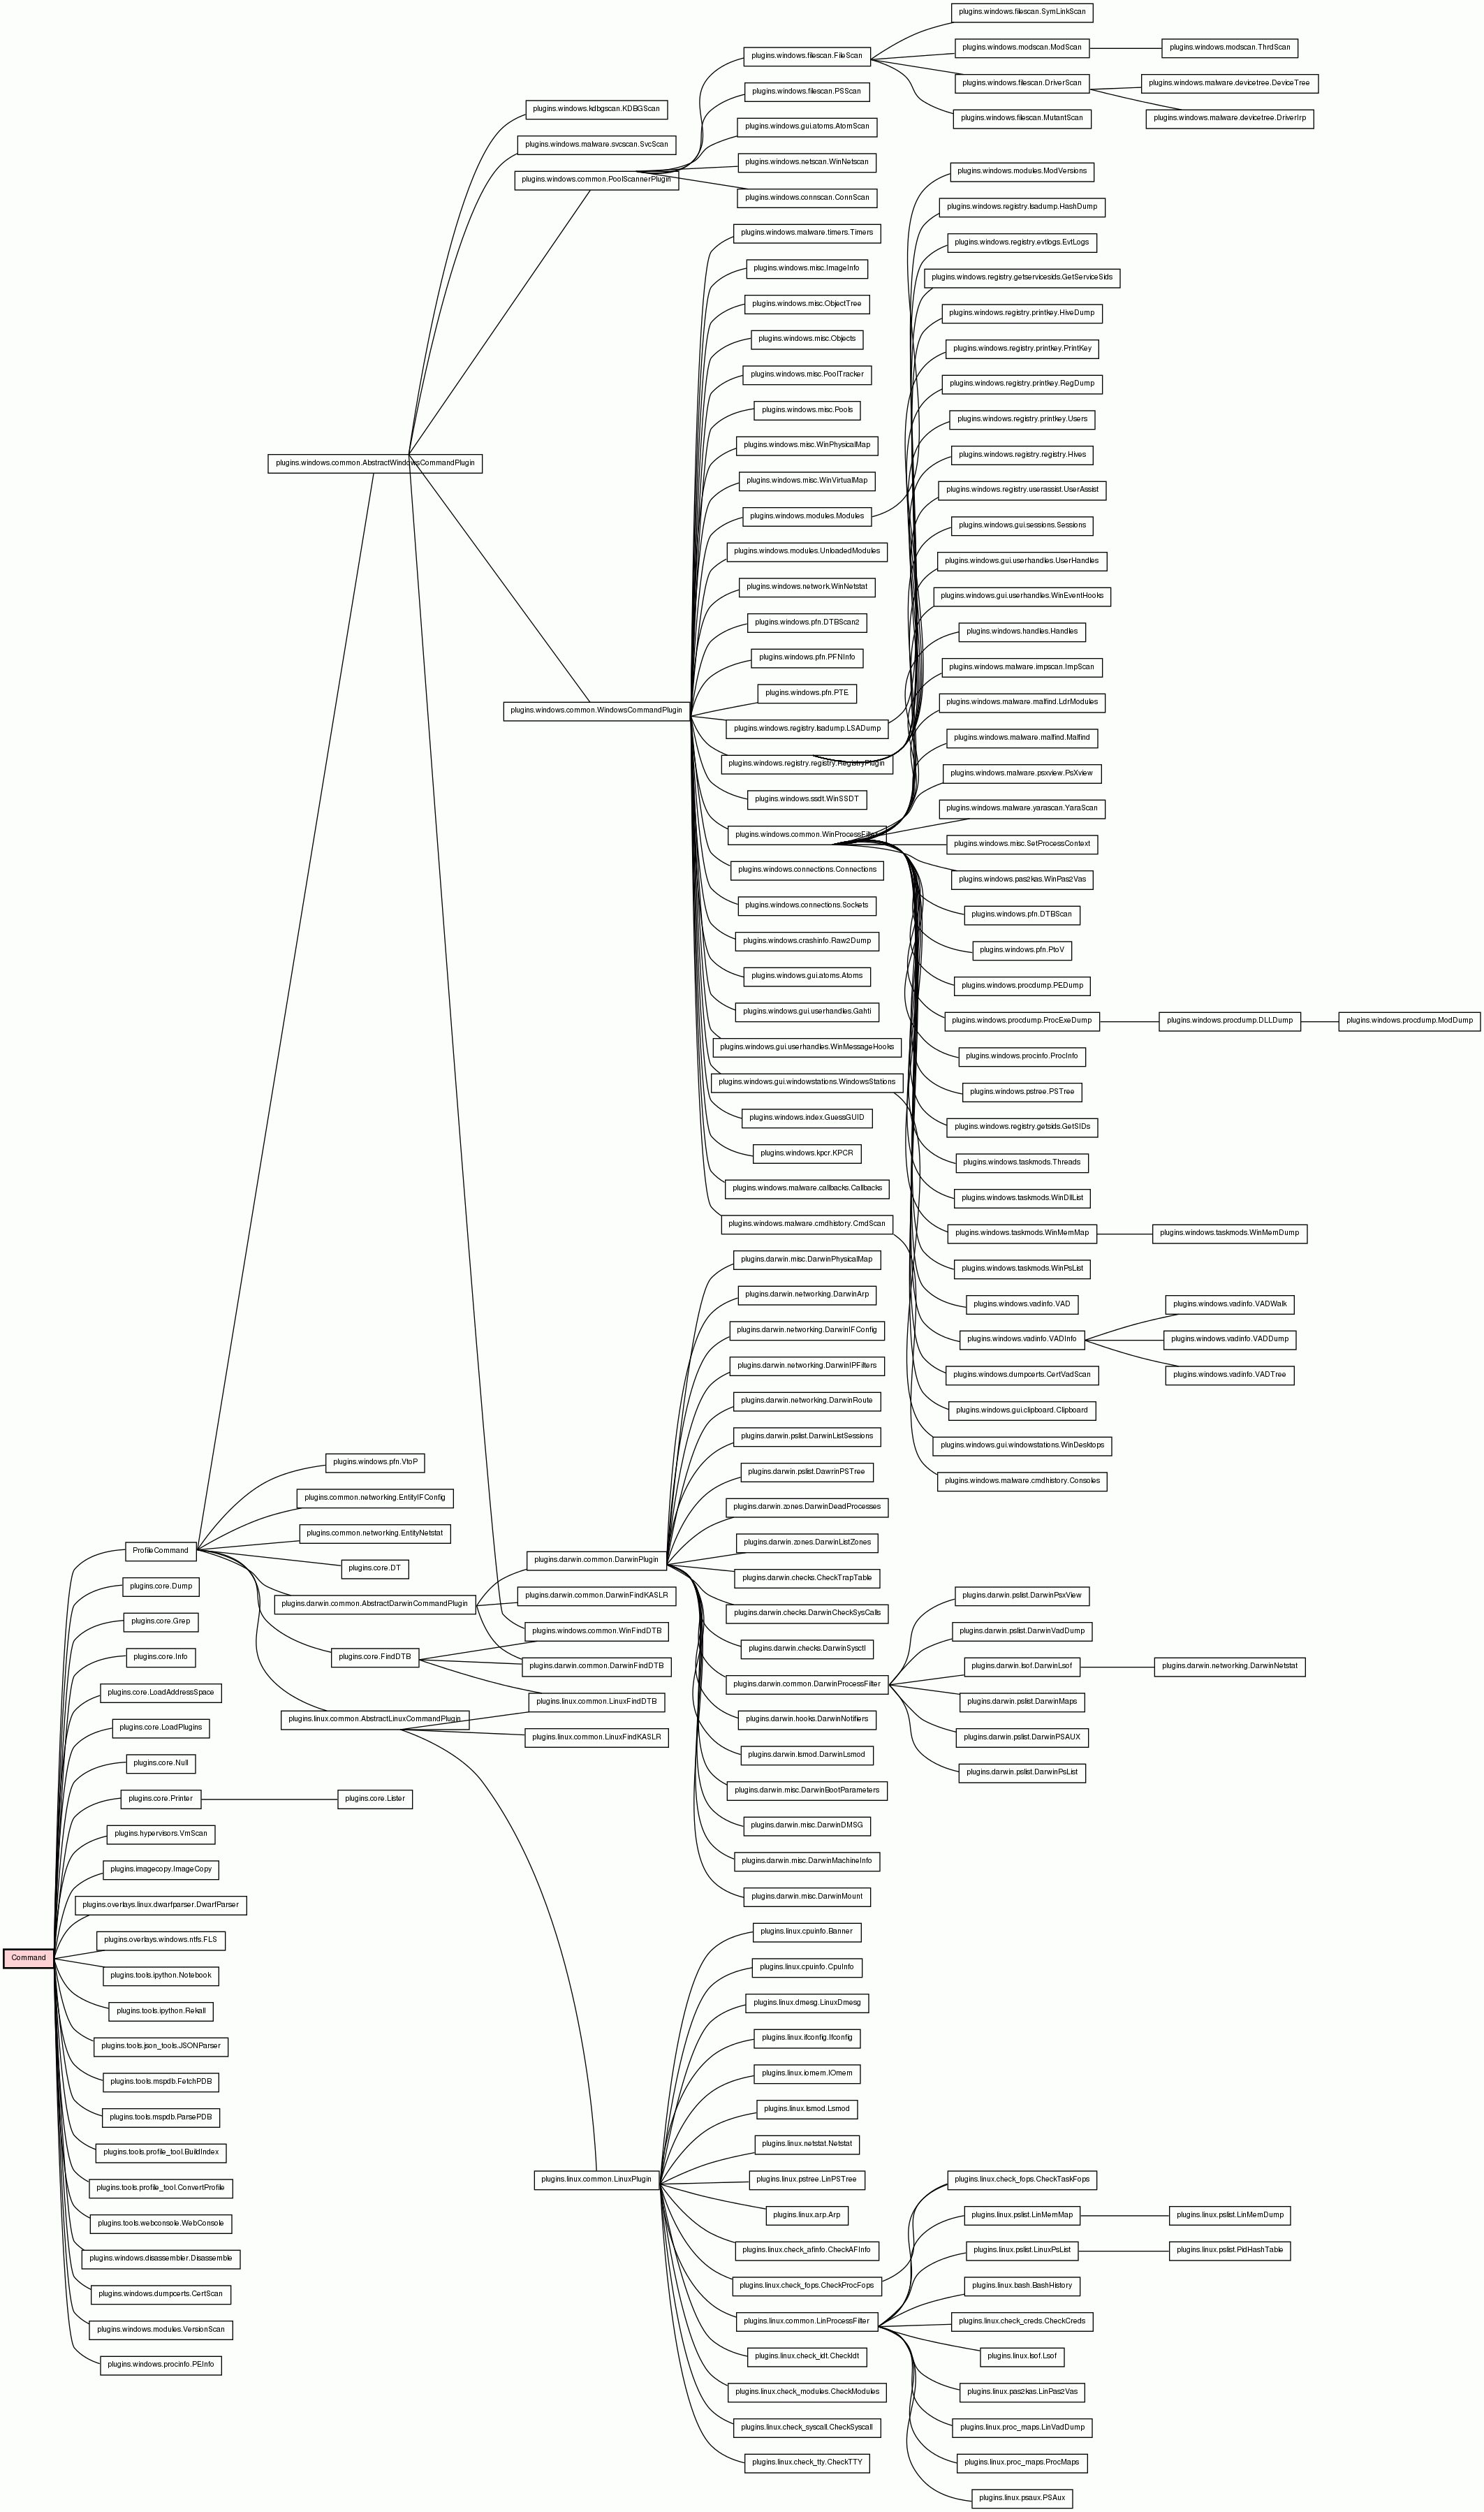 plugins.windows.filescan.SymLinkScan
plugins.windows.filescan.FileScan
plugins.windows.modscan.ModScan
plugins.windows.modscan.ThrdScan
plugins.windows.filescan.DriverScan
plugins.windows.malware.devicetree.DeviceTree
plugins.windows.filescan.PSScan
plugins.windows.filescan.MutantScan
plugins.windows.malware.devicetree.DriverIrp
plugins.windows.kdbgscan.KDBGScan
plugins.windows.gui.atoms.AtomScan
plugins.windows.malware.svcscan.SvcScan
plugins.windows.netscan.WinNetscan
plugins.windows.common.PoolScannerPlugin
plugins.windows.connscan.ConnScan
plugins.windows.modules.ModVersions
plugins.windows.registry.lsadump.HashDump
plugins.windows.malware.timers.Timers
plugins.windows.registry.evtlogs.EvtLogs
plugins.windows.misc.ImageInfo
plugins.windows.registry.getservicesids.GetServiceSids
plugins.windows.misc.ObjectTree
plugins.windows.registry.printkey.HiveDump
plugins.windows.misc.Objects
plugins.windows.registry.printkey.PrintKey
plugins.windows.misc.PoolTracker
plugins.windows.registry.printkey.RegDump
plugins.windows.misc.Pools
plugins.windows.registry.printkey.Users
plugins.windows.misc.WinPhysicalMap
plugins.windows.registry.registry.Hives
plugins.windows.common.AbstractWindowsCommandPlugin
plugins.windows.misc.WinVirtualMap
plugins.windows.registry.userassist.UserAssist
plugins.windows.modules.Modules
plugins.windows.gui.sessions.Sessions
plugins.windows.modules.UnloadedModules
plugins.windows.gui.userhandles.UserHandles
plugins.windows.network.WinNetstat
plugins.windows.gui.userhandles.WinEventHooks
plugins.windows.pfn.DTBScan2
plugins.windows.handles.Handles
plugins.windows.pfn.PFNInfo
plugins.windows.malware.impscan.ImpScan
plugins.windows.pfn.PTE
plugins.windows.malware.malfind.LdrModules
plugins.windows.common.WindowsCommandPlugin
plugins.windows.registry.lsadump.LSADump
plugins.windows.malware.malfind.Malfind
plugins.windows.registry.registry.RegistryPlugin
plugins.windows.malware.psxview.PsXview
plugins.windows.ssdt.WinSSDT
plugins.windows.malware.yarascan.YaraScan
plugins.windows.common.WinProcessFilter
plugins.windows.misc.SetProcessContext
plugins.windows.connections.Connections
plugins.windows.pas2kas.WinPas2Vas
plugins.windows.connections.Sockets
plugins.windows.pfn.DTBScan
plugins.windows.crashinfo.Raw2Dump
plugins.windows.pfn.PtoV
plugins.windows.gui.atoms.Atoms
plugins.windows.procdump.PEDump
plugins.windows.gui.userhandles.Gahti
plugins.windows.procdump.ProcExeDump
plugins.windows.procdump.DLLDump
plugins.windows.procdump.ModDump
plugins.windows.gui.userhandles.WinMessageHooks
plugins.windows.procinfo.ProcInfo
plugins.windows.gui.windowstations.WindowsStations
plugins.windows.pstree.PSTree
plugins.windows.index.GuessGUID
plugins.windows.registry.getsids.GetSIDs
plugins.windows.kpcr.KPCR
plugins.windows.taskmods.Threads
plugins.windows.malware.callbacks.Callbacks
plugins.windows.taskmods.WinDllList
plugins.windows.malware.cmdhistory.CmdScan
plugins.windows.taskmods.WinMemMap
plugins.windows.taskmods.WinMemDump
plugins.darwin.misc.DarwinPhysicalMap
plugins.windows.taskmods.WinPsList
plugins.darwin.networking.DarwinArp
plugins.windows.vadinfo.VAD
plugins.windows.vadinfo.VADWalk
plugins.darwin.networking.DarwinIFConfig
plugins.windows.vadinfo.VADInfo
plugins.windows.vadinfo.VADDump
plugins.darwin.networking.DarwinIPFilters
plugins.windows.dumpcerts.CertVadScan
plugins.windows.vadinfo.VADTree
plugins.darwin.networking.DarwinRoute
plugins.windows.gui.clipboard.Clipboard
plugins.darwin.pslist.DarwinListSessions
plugins.windows.gui.windowstations.WinDesktops
plugins.windows.pfn.VtoP
plugins.darwin.pslist.DawrinPSTree
plugins.windows.malware.cmdhistory.Consoles
plugins.common.networking.EntityIFConfig
plugins.darwin.zones.DarwinDeadProcesses
plugins.common.networking.EntityNetstat
plugins.darwin.zones.DarwinListZones
ProfileCommand
plugins.core.DT
plugins.darwin.common.DarwinPlugin
plugins.darwin.checks.CheckTrapTable
plugins.core.Dump
plugins.darwin.common.AbstractDarwinCommandPlugin
plugins.darwin.common.DarwinFindKASLR
plugins.darwin.checks.DarwinCheckSysCalls
plugins.darwin.pslist.DarwinPsxView
plugins.core.Grep
plugins.windows.common.WinFindDTB
plugins.darwin.pslist.DarwinVadDump
plugins.core.Info
plugins.core.FindDTB
plugins.darwin.common.DarwinFindDTB
plugins.darwin.checks.DarwinSysctl
plugins.darwin.lsof.DarwinLsof
plugins.darwin.networking.DarwinNetstat
plugins.core.LoadAddressSpace
plugins.linux.common.LinuxFindDTB
plugins.darwin.common.DarwinProcessFilter
plugins.darwin.pslist.DarwinMaps
plugins.core.LoadPlugins
plugins.linux.common.AbstractLinuxCommandPlugin
plugins.linux.common.LinuxFindKASLR
plugins.darwin.hooks.DarwinNotifiers
plugins.darwin.pslist.DarwinPSAUX
plugins.core.Null
plugins.darwin.lsmod.DarwinLsmod
plugins.darwin.pslist.DarwinPsList
plugins.core.Printer
plugins.core.Lister
plugins.darwin.misc.DarwinBootParameters
plugins.hypervisors.VmScan
plugins.darwin.misc.DarwinDMSG
plugins.imagecopy.ImageCopy
plugins.darwin.misc.DarwinMachineInfo
plugins.overlays.linux.dwarfparser.DwarfParser
plugins.darwin.misc.DarwinMount
plugins.overlays.windows.ntfs.FLS
plugins.linux.cpuinfo.Banner
Command
plugins.tools.ipython.Notebook
plugins.linux.cpuinfo.CpuInfo
plugins.tools.ipython.Rekall
plugins.linux.dmesg.LinuxDmesg
plugins.tools.json_tools.JSONParser
plugins.linux.ifconfig.Ifconfig
plugins.tools.mspdb.FetchPDB
plugins.linux.iomem.IOmem
plugins.tools.mspdb.ParsePDB
plugins.linux.lsmod.Lsmod
plugins.tools.profile_tool.BuildIndex
plugins.linux.netstat.Netstat
plugins.tools.profile_tool.ConvertProfile
plugins.linux.common.LinuxPlugin
plugins.linux.pstree.LinPSTree
plugins.linux.check_fops.CheckTaskFops
plugins.tools.webconsole.WebConsole
plugins.linux.arp.Arp
plugins.linux.pslist.LinMemMap
plugins.linux.pslist.LinMemDump
plugins.windows.disassembler.Disassemble
plugins.linux.check_afinfo.CheckAFInfo
plugins.linux.pslist.LinuxPsList
plugins.linux.pslist.PidHashTable
plugins.windows.dumpcerts.CertScan
plugins.linux.check_fops.CheckProcFops
plugins.linux.bash.BashHistory
plugins.windows.modules.VersionScan
plugins.linux.common.LinProcessFilter
plugins.linux.check_creds.CheckCreds
plugins.windows.procinfo.PEInfo
plugins.linux.check_idt.CheckIdt
plugins.linux.lsof.Lsof
plugins.linux.check_modules.CheckModules
plugins.linux.pas2kas.LinPas2Vas
plugins.linux.check_syscall.CheckSyscall
plugins.linux.proc_maps.LinVadDump
plugins.linux.check_tty.CheckTTY
plugins.linux.proc_maps.ProcMaps
plugins.linux.psaux.PSAux